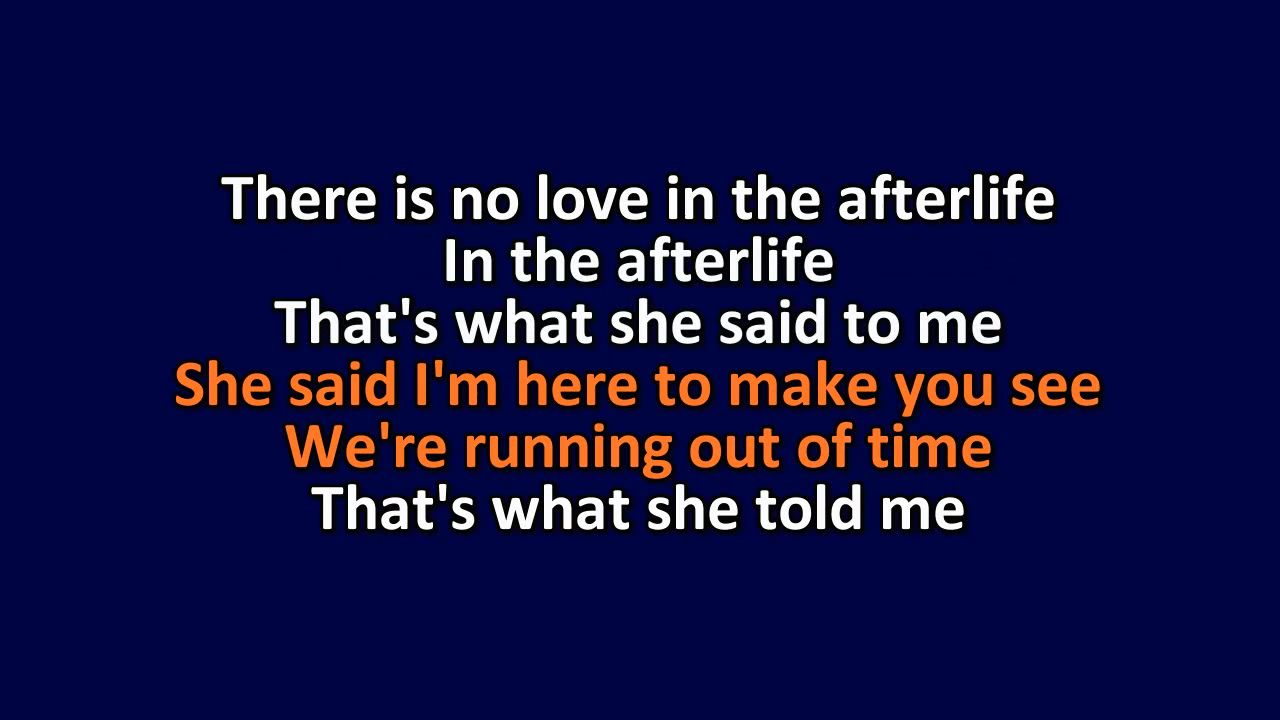 There is no love in the afterlife
In the afterlife
That's what she said to me
She said I'm here to make you see
We're running out of time
That's what she told me